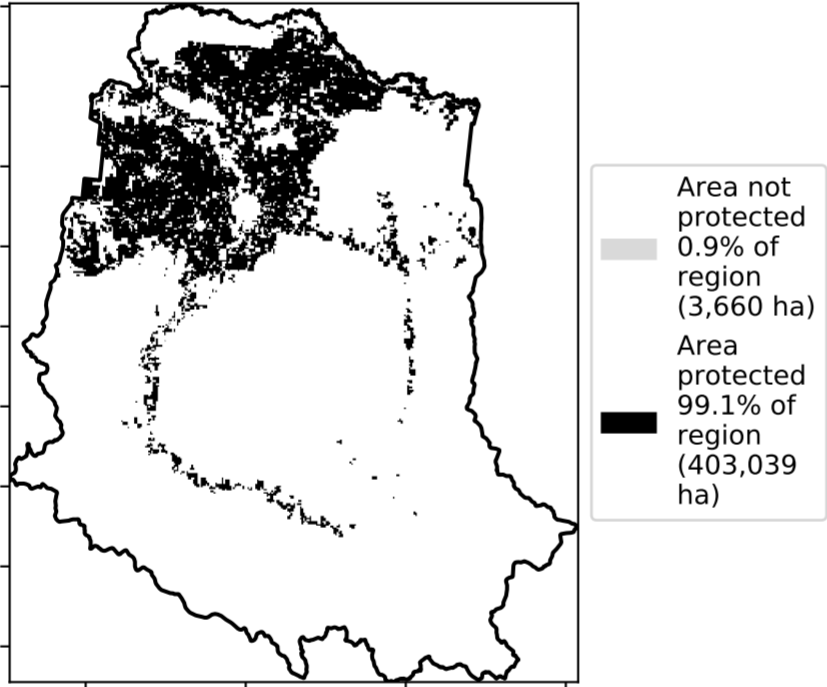 Area not
protected
0.9% of
region
(3,660 ha)
Area
protected
99.1% of
region
(403,039
ha)